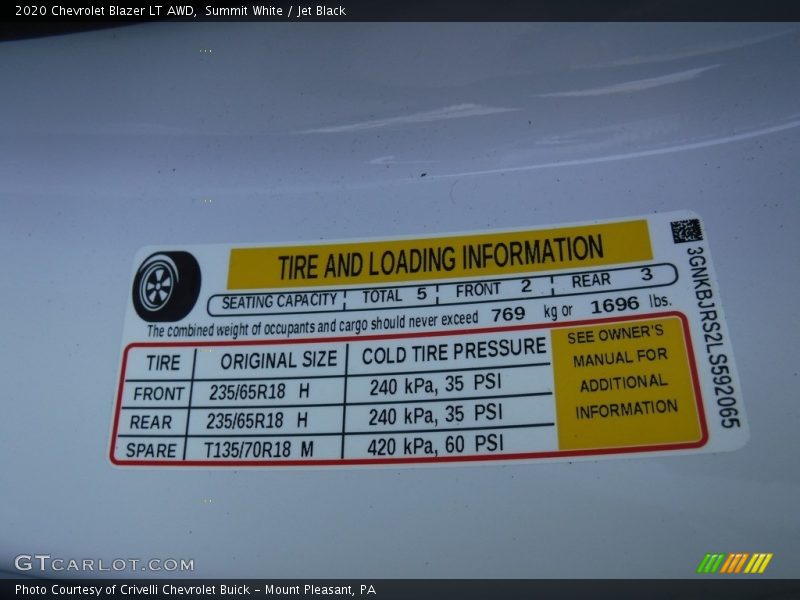 2020 Chevrolet Blazer LT AWD, Summit White / Jet Black
TIRE AND LOADING INFORMATION
SEATING CAPACITY TOTAL 5 FRONT 2 REAR 3
The combined weight of occupants and cargo should never exceed 769 kg or 1696 lbs.
TIRE ORIGINAL SIZE COLD TIRE PRESSURE
FRONT 235/65R18 H 240 kPa, 35 PSI
REAR 235/65R18 H 240 kPa, 35 PSI
SPARE T135/70R18 M 420 kPa, 60 PSI
SEE OWNER'S
MANUAL FOR
ADDITIONAL
INFORMATION
3GNKBJRS2LS592065
GTCARLOT.COM
Photo Courtesy of Crivelli Chevrolet Buick - Mount Pleasant, PA